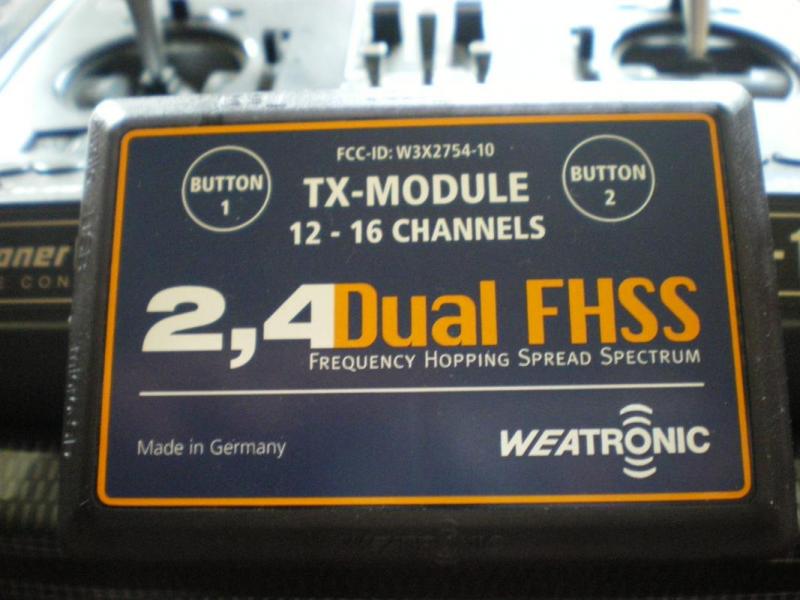 FCC-ID: W3X2754-10
BUTTON
1
BUTTON
2
TX-MODULE
12 - 16 CHANNELS
2,4Dual FHSS
FREQUENCY HOPPING SPREAD SPECTRUM
Made in Germany
WEATRONIC